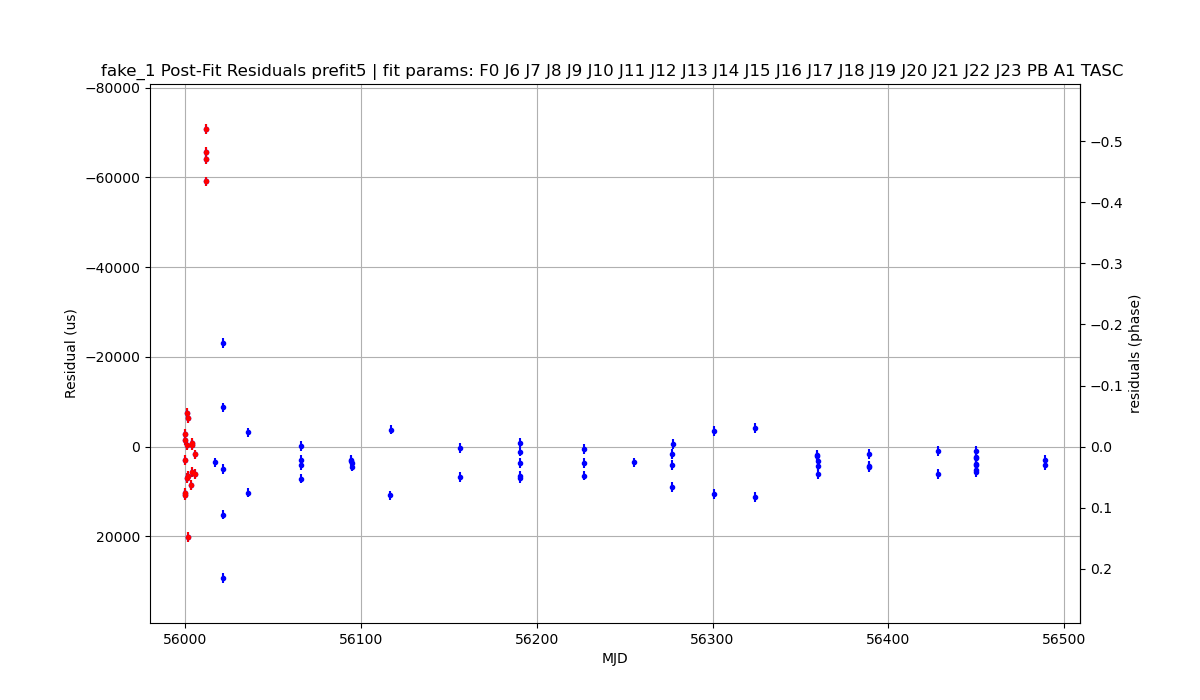 fake_1 Post-Fit Residuals prefit5 | fit params: F0 J6 J7 J8 J9 J10 J11 J12 J13 J14 J15 J16 J17 J18 J19 J20 J21 J22 J23 PB A1 TASC
−80000
−60000
−40000
−20000
0
20000
Residual (us)
−0.5
−0.4
−0.3
−0.2
−0.1
0.0
0.1
0.2
residuals (phase)
56000 56100 56200 56300 56400 56500
MJD